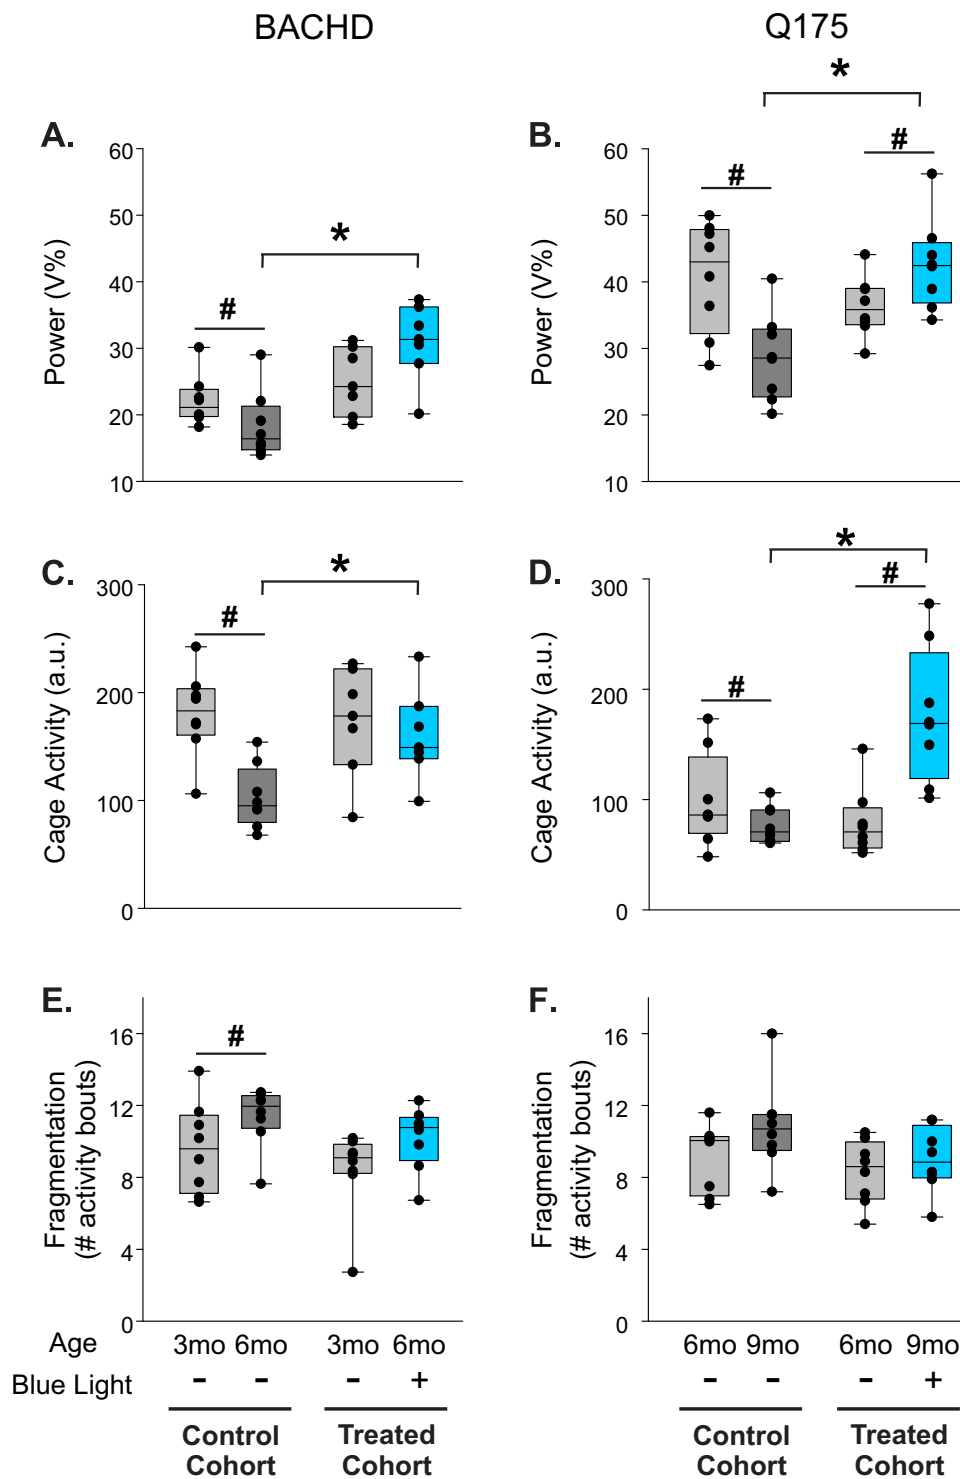 BACHD
Q175
A.
Power (V%)
60
50
40
30
20
10
#
*
B.
Power (V%)
60
50
40
30
20
10
#
*
#
C.
Cage Activity (a.u.)
300
200
100
0
#
*
D.
Cage Activity (a.u.)
300
200
100
0
#
*
#
E.
Fragmentation
(# activity bouts)
16
12
8
4
0
#
F.
Fragmentation
(# activity bouts)
16
12
8
4
0
Age
3mo 6mo 3mo 6mo
6mo 9mo 6mo 9mo
Blue Light
- - - +
- - - +
Control
Cohort
Treated
Cohort
Control
Cohort
Treated
Cohort